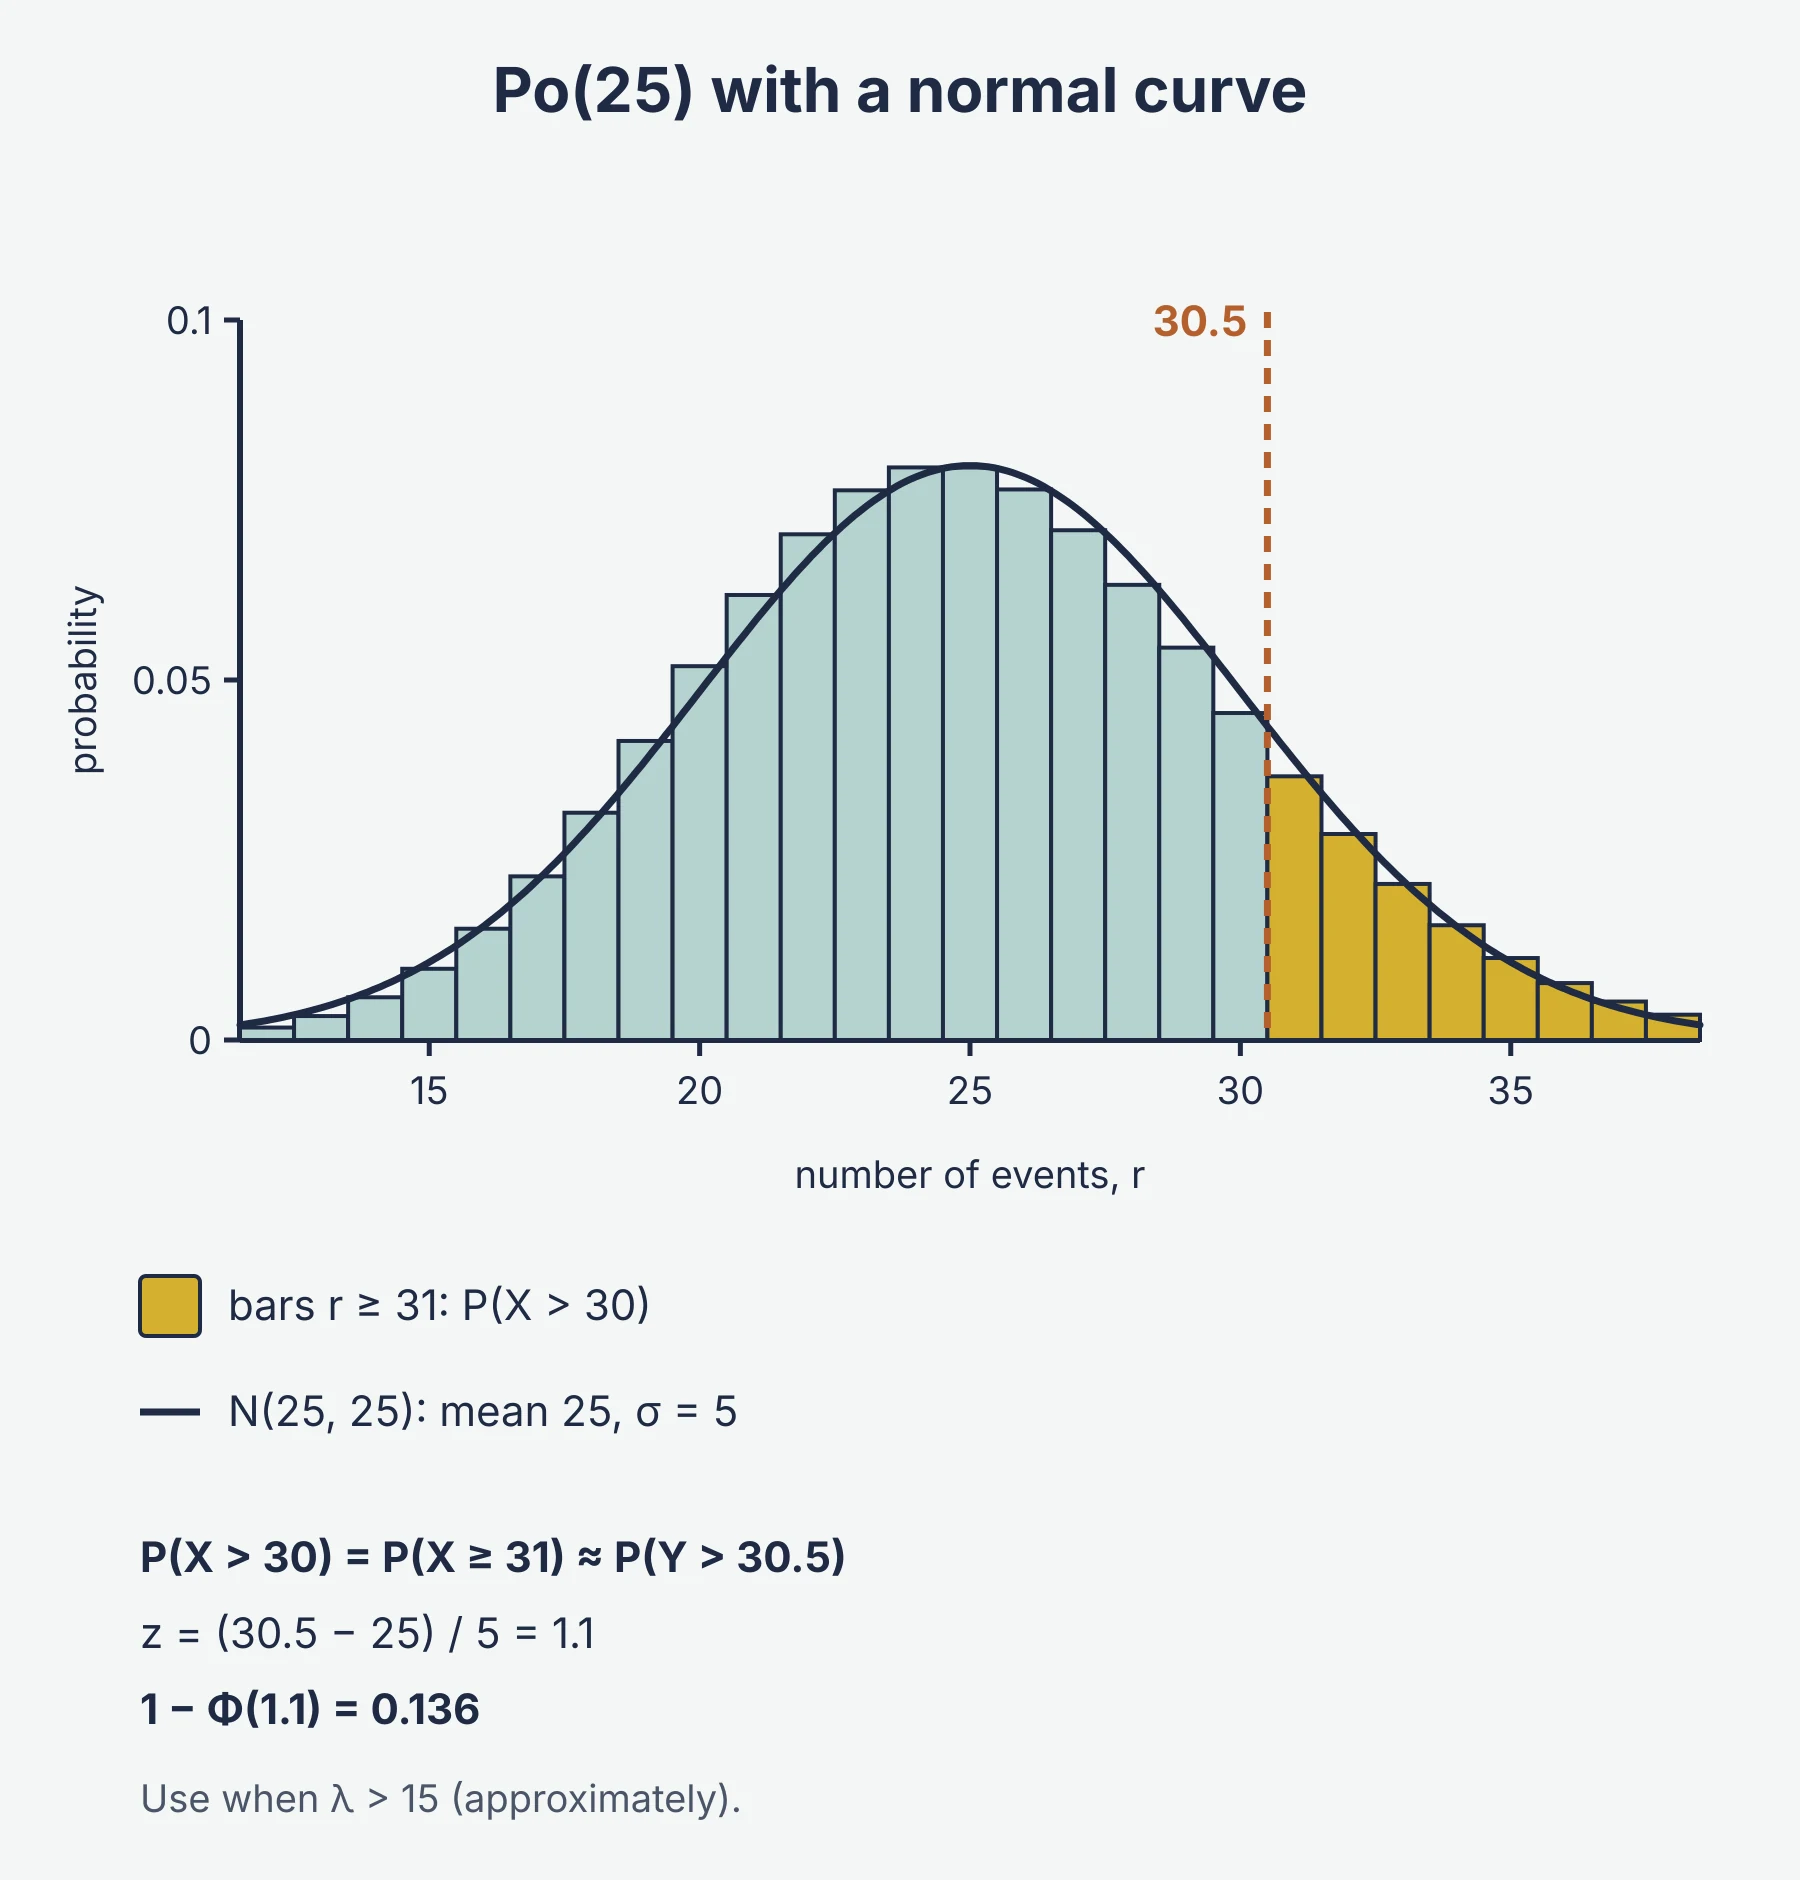 Po(25) with a normal curve
30.5
0.1
0.05
0
probability
15 20 25 30 35
number of events, r
bars r ≥ 31: P(X > 30)
N(25, 25): mean 25, σ = 5
P(X > 30) = P(X ≥ 31) ≈ P(Y > 30.5)
z = (30.5 − 25) / 5 = 1.1
1 − Φ(1.1) = 0.136
Use when λ > 15 (approximately).